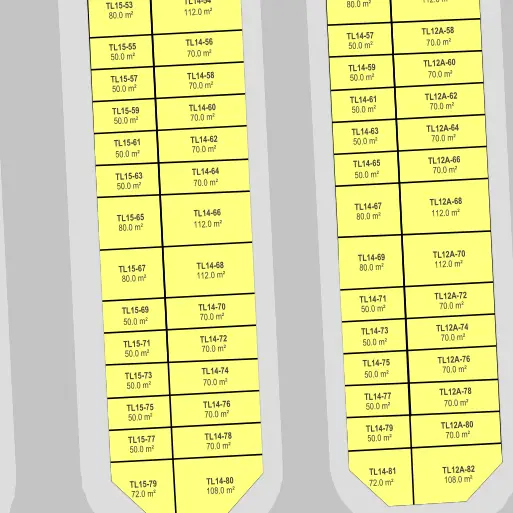 TL15-53
80.0 m²
TL14-54
112.0 m²
TL15-55
50.0 m²
TL14-56
70.0 m²
TL15-57
50.0 m²
TL14-58
70.0 m²
TL15-59
50.0 m²
TL14-60
70.0 m²
TL15-61
50.0 m²
TL14-62
70.0 m²
TL15-63
50.0 m²
TL14-64
70.0 m²
TL15-65
80.0 m²
TL14-66
112.0 m²
TL15-67
80.0 m²
TL14-68
112.0 m²
TL15-69
50.0 m²
TL14-70
70.0 m²
TL15-71
50.0 m²
TL14-72
70.0 m²
TL15-73
50.0 m²
TL14-74
70.0 m²
TL15-75
50.0 m²
TL14-76
70.0 m²
TL15-77
50.0 m²
TL14-78
70.0 m²
TL15-79
72.0 m²
TL14-80
108.0 m²
80.0 m²
112.0 m²
TL14-57
50.0 m²
TL12A-58
70.0 m²
TL14-59
50.0 m²
TL12A-60
70.0 m²
TL14-61
50.0 m²
TL12A-62
70.0 m²
TL14-63
50.0 m²
TL12A-64
70.0 m²
TL14-65
50.0 m²
TL12A-66
70.0 m²
TL14-67
80.0 m²
TL12A-68
112.0 m²
TL14-69
80.0 m²
TL12A-70
112.0 m²
TL14-71
50.0 m²
TL12A-72
70.0 m²
TL14-73
50.0 m²
TL12A-74
70.0 m²
TL14-75
50.0 m²
TL12A-76
70.0 m²
TL14-77
50.0 m²
TL12A-78
70.0 m²
TL14-79
50.0 m²
TL12A-80
70.0 m²
TL14-81
72.0 m²
TL12A-82
108.0 m²